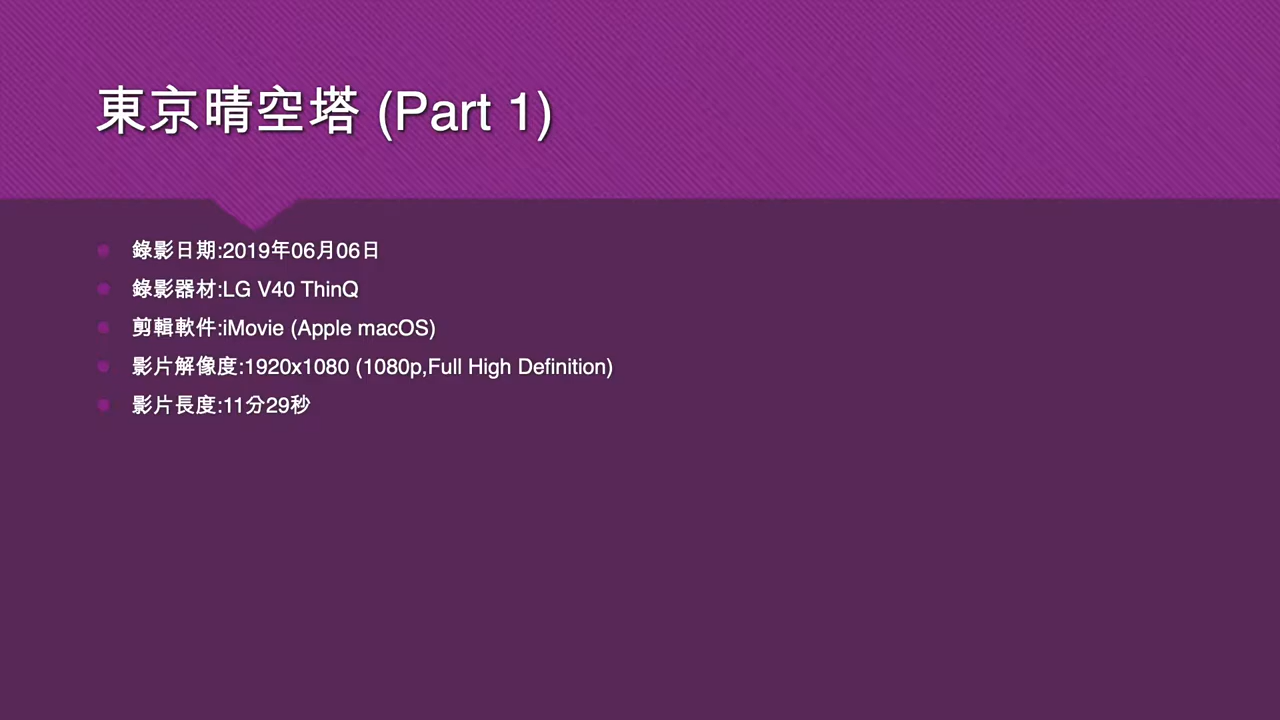 東京晴空塔 (Part 1)
錄影日期:2019年06月06日
錄影器材:LG V40 ThinQ
剪輯軟件:iMovie (Apple macOS)
影片解像度:1920x1080 (1080p,Full High Definition)
影片長度:11分29秒